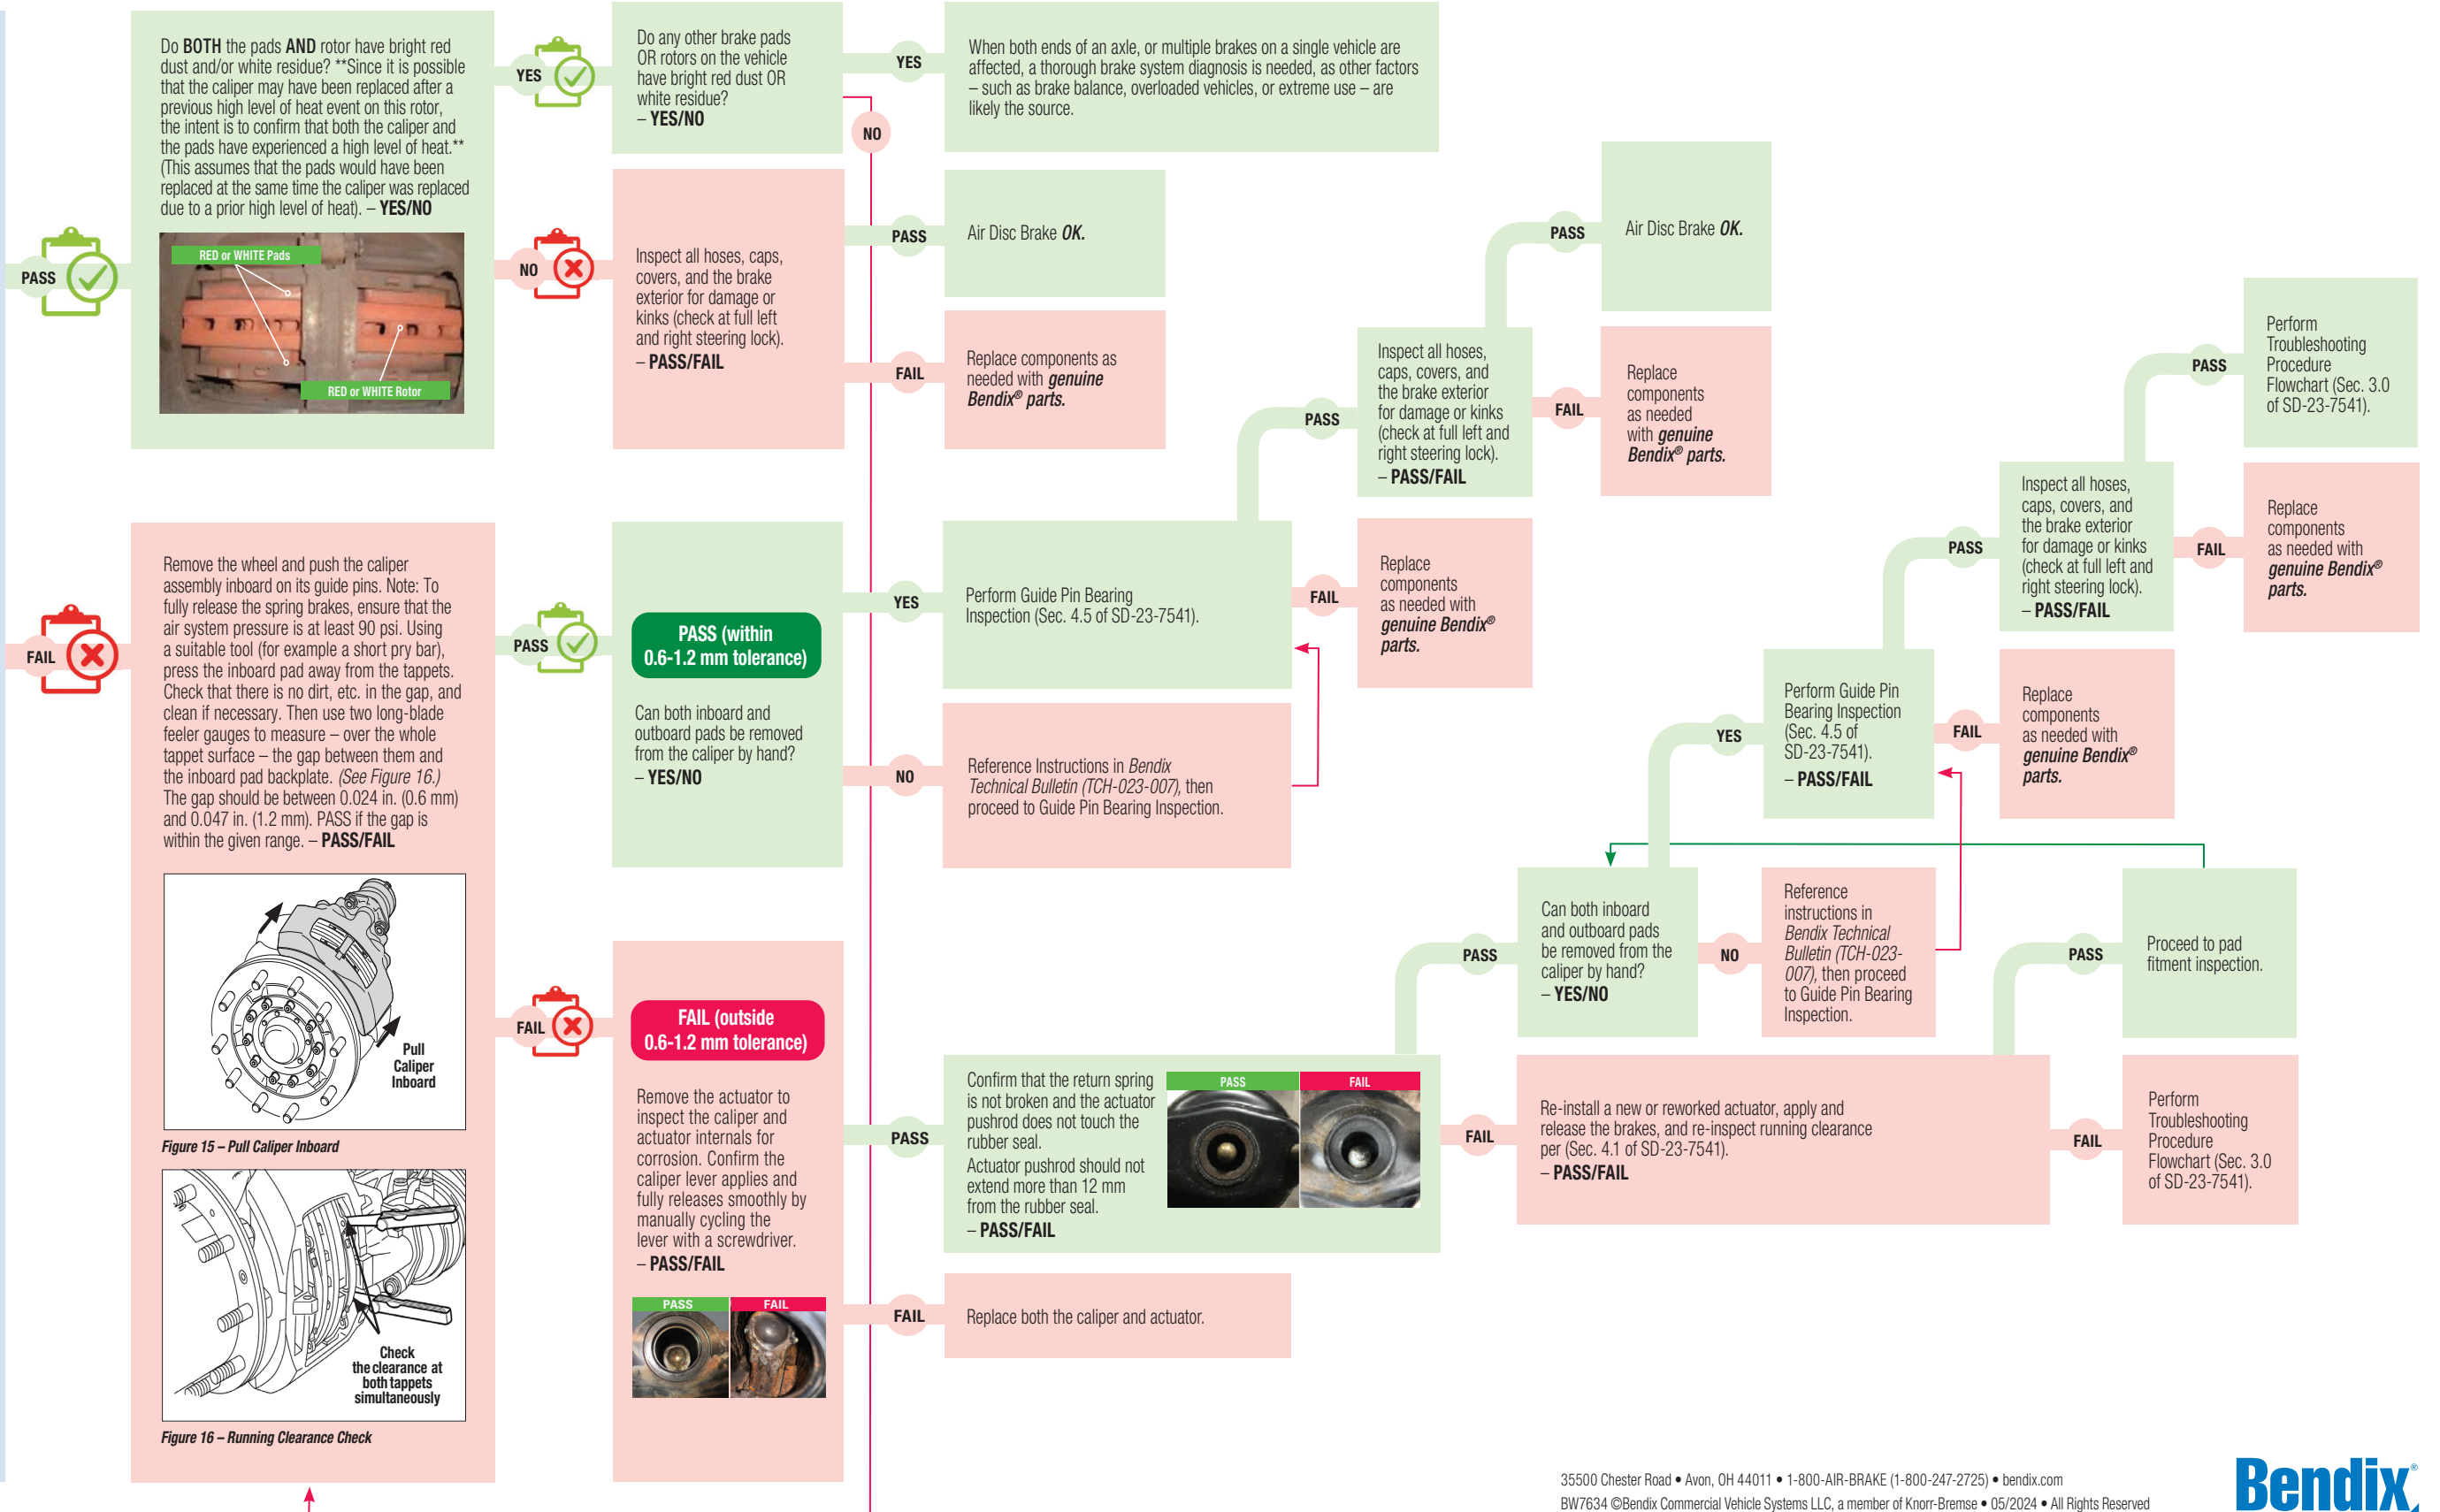 PASS
Do BOTH the pads AND rotor have bright red
dust and/or white residue? **Since it is possible
that the caliper may have been replaced after a
previous high level of heat event on this rotor,
the intent is to confirm that both the caliper and
the pads have experienced a high level of heat.**
(This assumes that the pads would have been
replaced at the same time the caliper was replaced
due to a prior high level of heat). – YES/NO
RED or WHITE Pads
RED or WHITE Rotor
YES
Do any other brake pads
OR rotors on the vehicle
have bright red dust OR
white residue?
– YES/NO
YES
When both ends of an axle, or multiple brakes on a single vehicle are
affected, a thorough brake system diagnosis is needed, as other factors
– such as brake balance, overloaded vehicles, or extreme use – are
likely the source.
NO
NO
Inspect all hoses, caps,
covers, and the brake
exterior for damage or
kinks (check at full left
and right steering lock).
– PASS/FAIL
PASS
Air Disc Brake OK.
FAIL
Replace components as
needed with genuine
Bendix® parts.
FAIL
Remove the wheel and push the caliper
assembly inboard on its guide pins. Note: To
fully release the spring brakes, ensure that the
air system pressure is at least 90 psi. Using
a suitable tool (for example a short pry bar),
press the inboard pad away from the tappets.
Check that there is no dirt, etc. in the gap, and
clean if necessary. Then use two long-blade
feeler gauges to measure – over the whole
tappet surface – the gap between them and
the inboard pad backplate. (See Figure 16.)
The gap should be between 0.024 in. (0.6 mm)
and 0.047 in. (1.2 mm). PASS if the gap is
within the given range. – PASS/FAIL
Pull
Caliper
Inboard
Figure 15 – Pull Caliper Inboard
Check
the clearance at
both tappets
simultaneously
Figure 16 – Running Clearance Check
PASS
PASS (within
0.6-1.2 mm tolerance)
Can both inboard and
outboard pads be removed
from the caliper by hand?
– YES/NO
YES
Perform Guide Pin Bearing
Inspection (Sec. 4.5 of SD-23-7541).
NO
Reference Instructions in Bendix
Technical Bulletin (TCH-023-007), then
proceed to Guide Pin Bearing Inspection.
PASS
Inspect all hoses,
caps, covers, and
the brake exterior
for damage or kinks
(check at full left and
right steering lock).
– PASS/FAIL
FAIL
Replace
components
as needed with
genuine Bendix®
parts.
PASS
Air Disc Brake OK.
FAIL
Replace
components
as needed
with genuine
Bendix® parts.
FAIL
FAIL (outside
0.6-1.2 mm tolerance)
Remove the actuator to
inspect the caliper and
actuator internals for
corrosion. Confirm the
caliper lever applies and
fully releases smoothly by
manually cycling the
lever with a screwdriver.
– PASS/FAIL
PASS
FAIL
PASS
Confirm that the return spring
is not broken and the actuator
pushrod does not touch the
rubber seal.
Actuator pushrod should not
extend more than 12 mm
from the rubber seal.
– PASS/FAIL
PASS
FAIL
FAIL
Replace both the caliper and actuator.
PASS
Can both inboard
and outboard pads
be removed from the
caliper by hand?
– YES/NO
NO
Reference
instructions in
Bendix Technical
Bulletin (TCH-023-
007), then proceed
to Guide Pin Bearing
Inspection.
YES
Perform Guide Pin
Bearing Inspection
(Sec. 4.5 of
SD-23-7541).
– PASS/FAIL
FAIL
Replace
components
as needed with
genuine Bendix®
parts.
PASS
Inspect all hoses,
caps, covers, and
the brake exterior
for damage or kinks
(check at full left and
right steering lock).
– PASS/FAIL
FAIL
Replace
components
as needed with
genuine Bendix®
parts.
PASS
Perform
Troubleshooting
Procedure
Flowchart (Sec. 3.0
of SD-23-7541).
FAIL
Re-install a new or reworked actuator, apply and
release the brakes, and re-inspect running clearance
per (Sec. 4.1 of SD-23-7541).
– PASS/FAIL
PASS
Proceed to pad
fitment inspection.
FAIL
Perform
Troubleshooting
Procedure
Flowchart (Sec. 3.0
of SD-23-7541).
35500 Chester Road • Avon, OH 44011 • 1-800-AIR-BRAKE (1-800-247-2725) • bendix.com
BW7634 ©Bendix Commercial Vehicle Systems LLC, a member of Knorr-Bremse • 05/2024 • All Rights Reserved
Bendix®